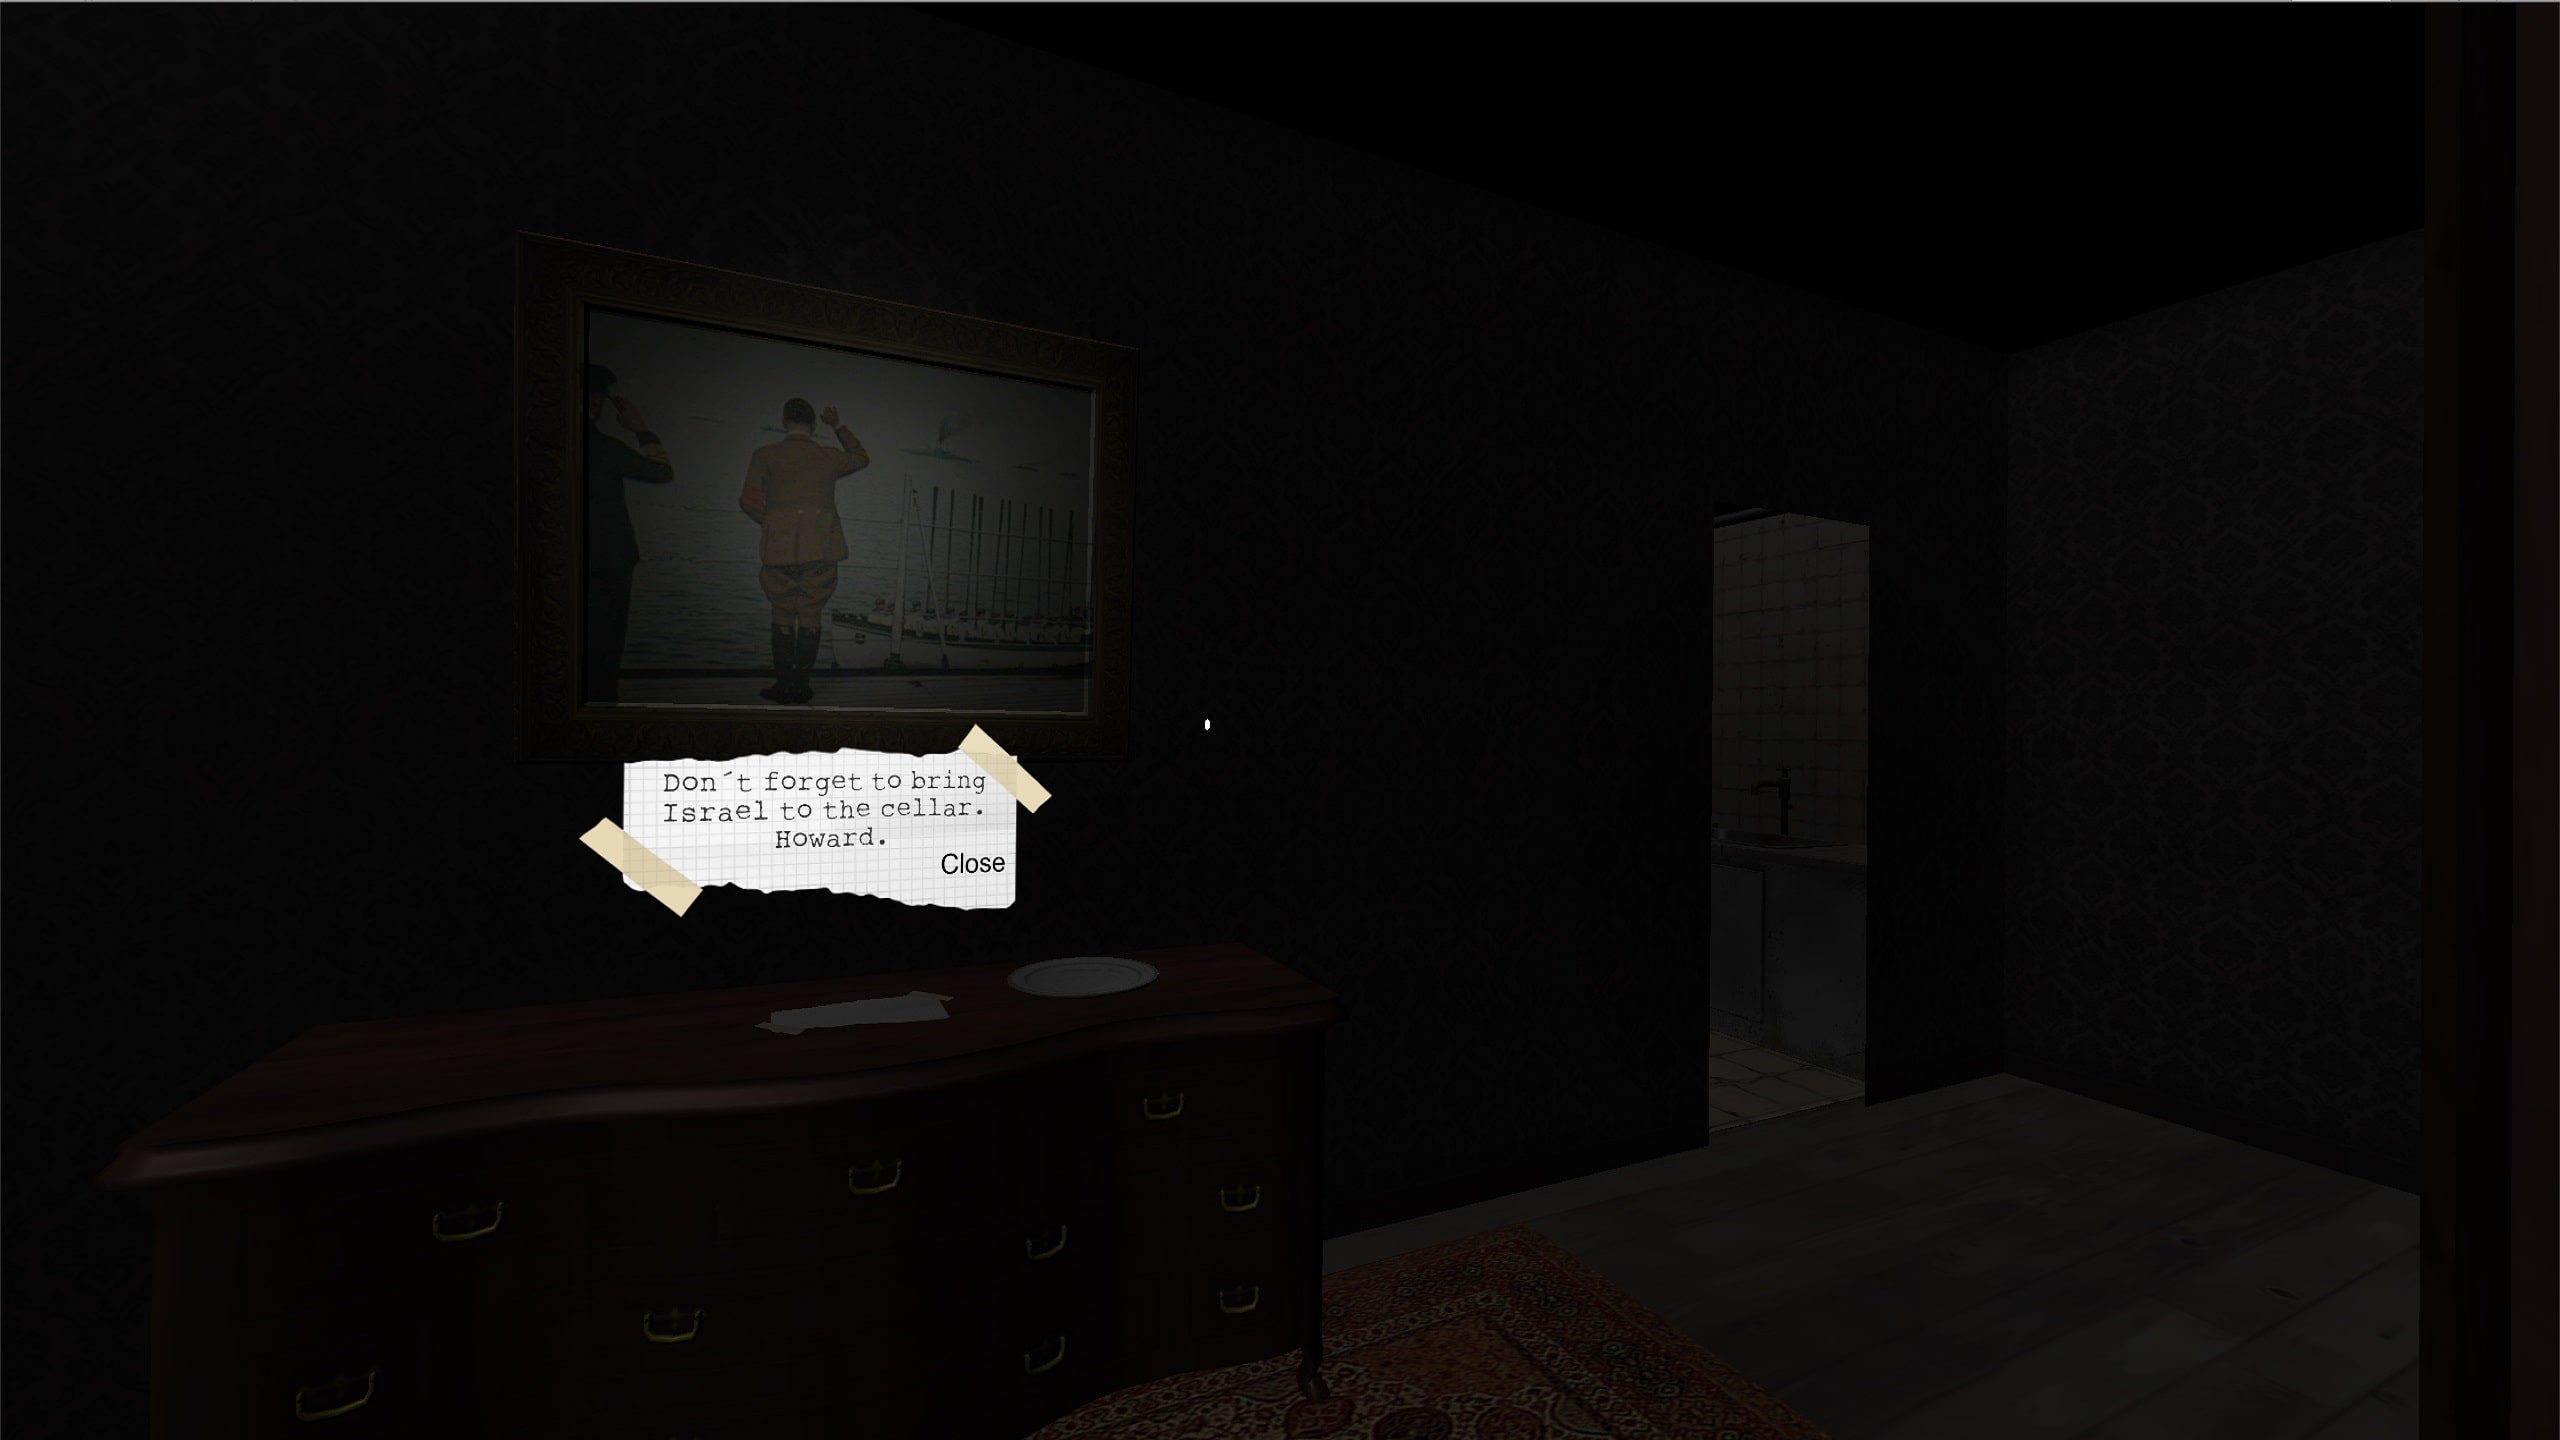 Don´t forget to bring
Israel to the cellar.
Howard.
Close